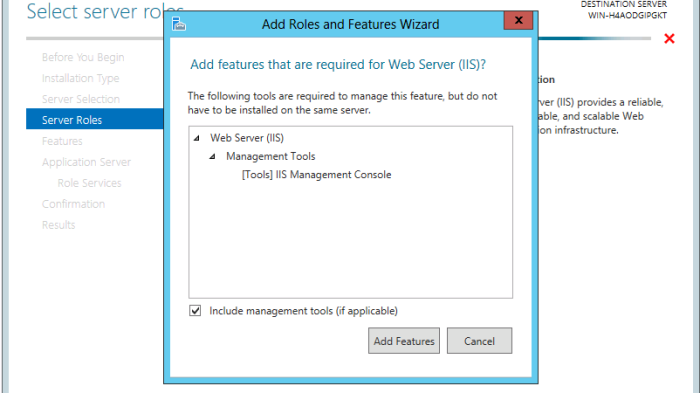 Select server roles
DESTINATION SERVER
WIN-H4AODGIPGKT
Add Roles and Features Wizard
x
Before You Begin
Installation Type
Server Selection
Server Roles
Features
Application Server
Role Services
Confirmation
Results
Add features that are required for Web Server (IIS)?
The following tools are required to manage this feature, but do not
have to be installed on the same server.
Web Server (IIS)
Management Tools
[Tools] IIS Management Console
Include management tools (if applicable)
Add Features
Cancel
tion
ver (IIS) provides a reliable,
able, and scalable Web
on infrastructure.